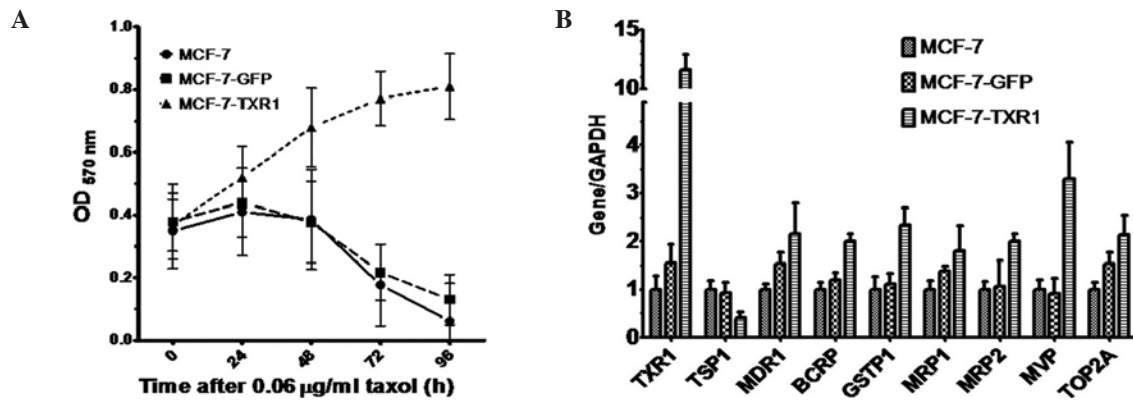 A
1.0
0.8
0.6
0.4
0.2
0.0
OD 570 nm
MCF-7
MCF-7-GFP
MCF-7-TXR1
0
24
48
72
96
Time after 0.06 µg/ml taxol (h)
B
15
10
4
3
2
1
0
Gene/GAPDH
MCF-7
MCF-7-GFP
MCF-7-TXR1
TXR1
TSP1
MDR1
BCRP
GSTP1
MRP1
MRP2
MVP
TOP2A